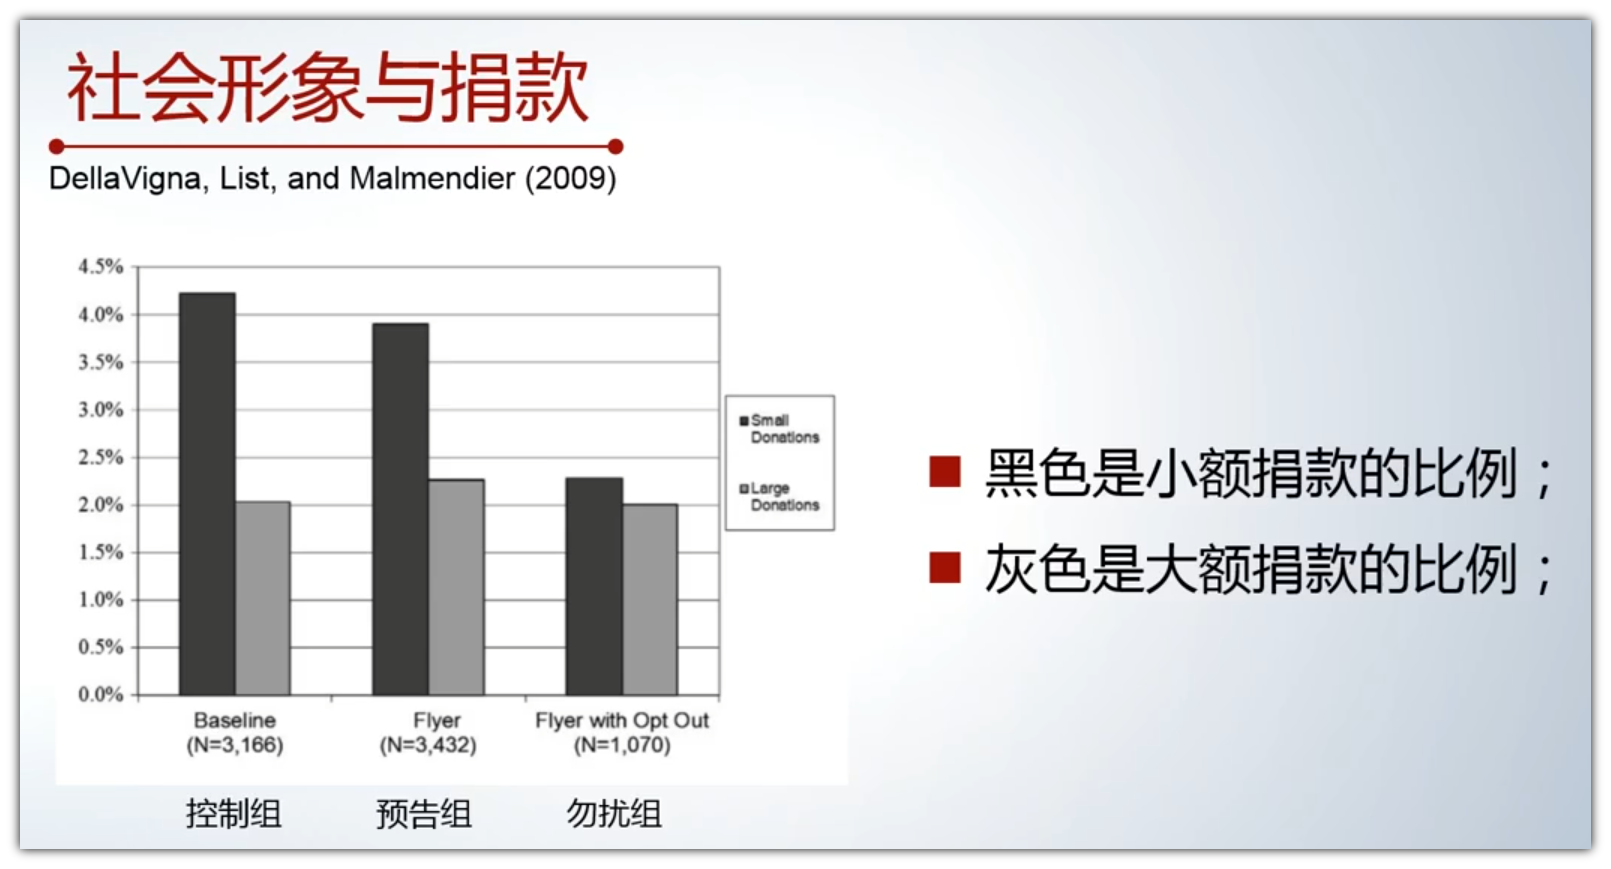 社会形象与捐款
DellaVigna, List, and Malmendier (2009)
4.5%
4.0%
3.5%
3.0%
2.5%
2.0%
1.5%
1.0%
0.5%
0.0%
Small
Donations
Large
Donations
Baseline
(N=3,166)
Flyer
(N=3,432)
Flyer with Opt Out
(N=1,070)
控制组
预告组
勿扰组
黑色是小额捐款的比例；
灰色是大额捐款的比例；